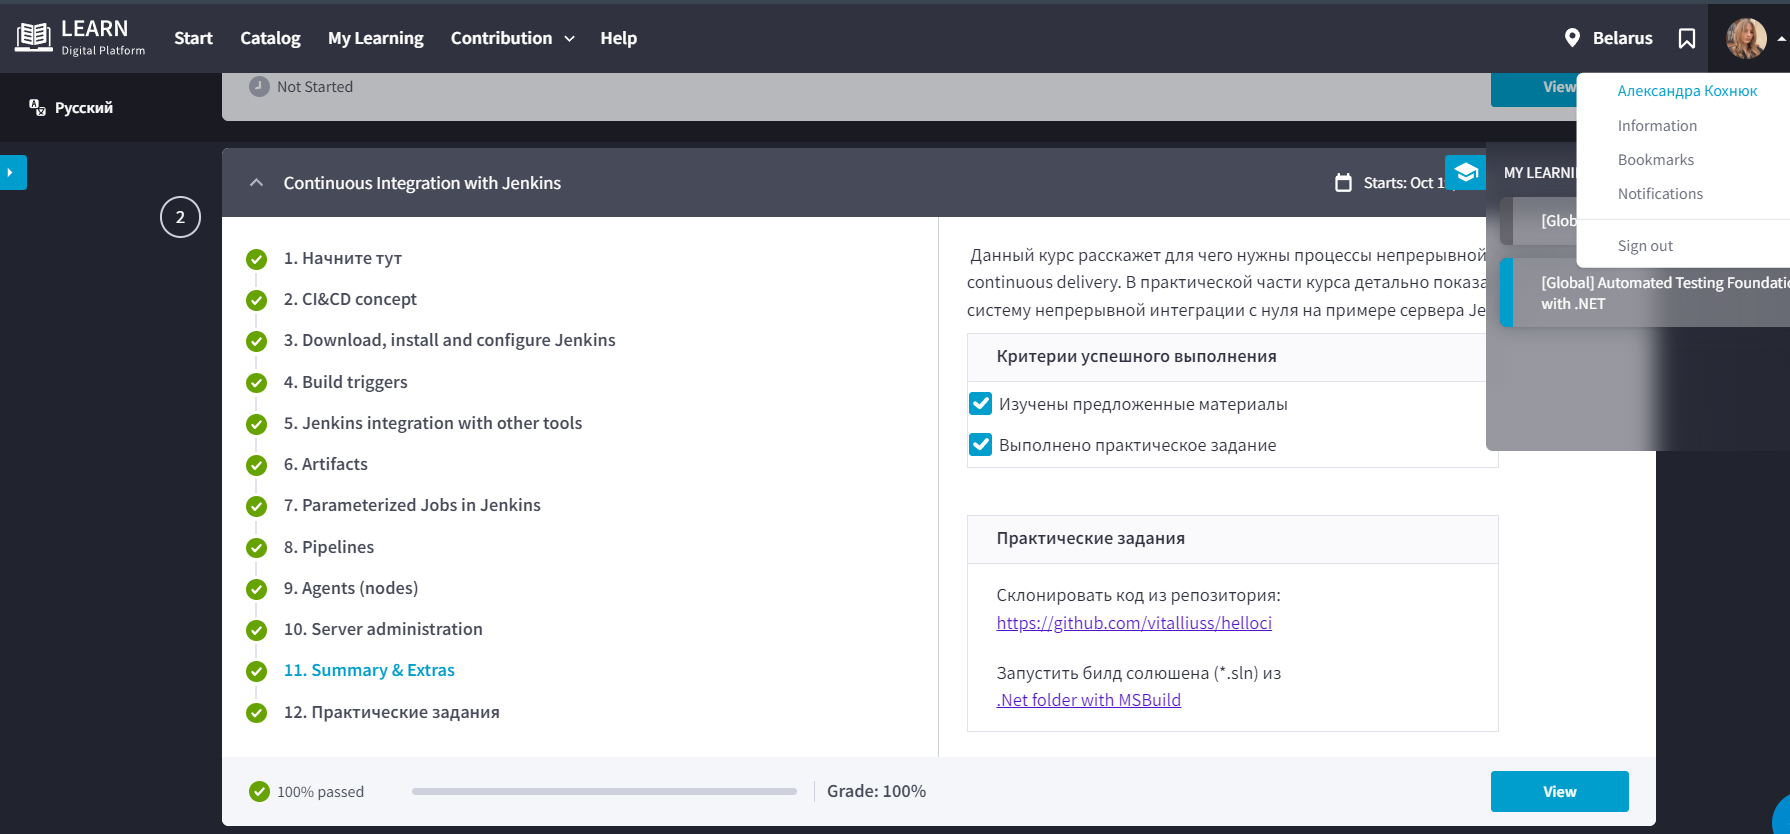 LEARN
Digital Platform
Start
Catalog
My Learning
Contribution
Help
Belarus
Русский
Not Started
View
Александра Кохнюк
Information
Bookmarks
Notifications
Sign out
2
Continuous Integration with Jenkins
Starts: Oct
MY LEARNI
[Glob
[Global] Automated Testing Foundatio
with .NET
1. Начните тут
2. CI&CD concept
3. Download, install and configure Jenkins
4. Build triggers
5. Jenkins integration with other tools
6. Artifacts
7. Parameterized Jobs in Jenkins
8. Pipelines
9. Agents (nodes)
10. Server administration
11. Summary & Extras
12. Практические задания
Данный курс расскажет для чего нужны процессы непрерывной
continuous delivery. В практической части курса детально показа
систему непрерывной интеграции с нуля на примере сервера Je
Критерии успешного выполнения
Изучены предложенные материалы
Выполнено практическое задание
Практические задания
Склонировать код из репозитория:
https://github.com/vitalliuss/helloci
Запустить билд солюшена (*.sln) из
.Net folder with MSBuild
100% passed
Grade: 100%
View